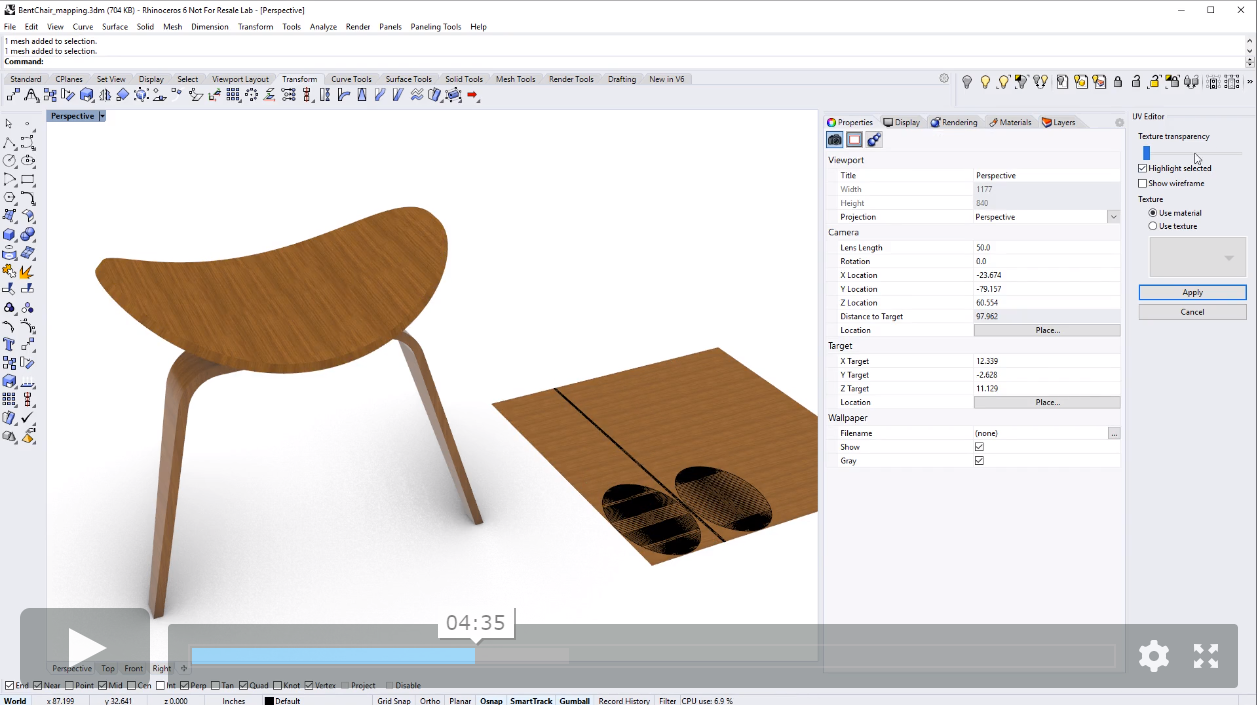 BentChair_mapping.3dm (704 KB) - Rhinoceros 6 Not For Resale Lab - [Perspective]
File Edit View Curve Surface Solid Mesh Dimension Transform Tools Analyze Render Panels Paneling Tools Help
1 mesh added to selection.
1 mesh added to selection.
Command:
Standard CPlanes Set View Display Select Viewport Layout Transform Curve Tools Surface Tools Solid Tools Mesh Tools Render Tools Drafting New in V6
Perspective
Properties Display Rendering Materials Layers
Viewport
Title Perspective
Width 1177
Height 840
Projection Perspective
Camera
Lens Length 50.0
Rotation 0.0
X Location -23.674
Y Location -79.157
Z Location 60.554
Distance to Target 97.962
Location Place...
Target
X Target 12.339
Y Target -2.628
Z Target 11.129
Location Place...
Wallpaper
Filename (none) ...
Show
Gray
UV Editor
Texture transparency
Highlight selected
Show wireframe
Texture
Use material
Use texture
Apply
Cancel
04:35
Perspective Top Front Right
End Near Point Mid Cen Int Perp Tan Quad Knot Vertex Project Disable
World x 87.199 y 32.641 z 0.000 Inches Default Grid Snap Ortho Planar Osnap SmartTrack Gumball Record History Filter CPU use: 6.9 %